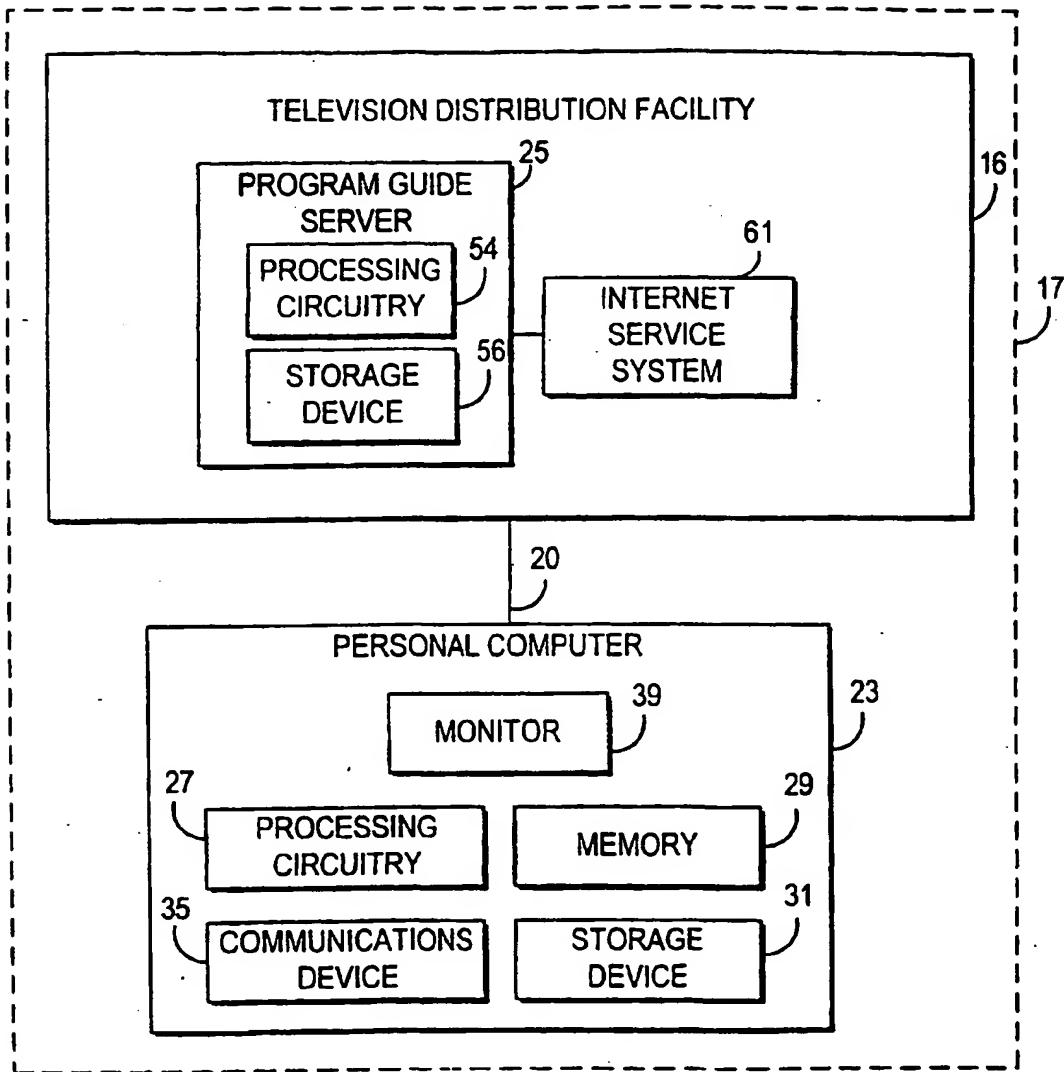 TELEVISION DISTRIBUTION FACILITY
25
16
PROGRAM GUIDE
SERVER
54
61
PROCESSING
CIRCUITRY
INTERNET
SERVICE
SYSTEM
17
56
STORAGE
DEVICE
20
PERSONAL COMPUTER
39
23
MONITOR
27
29
PROCESSING
CIRCUITRY
MEMORY
35
31
COMMUNICATIONS
DEVICE
STORAGE
DEVICE